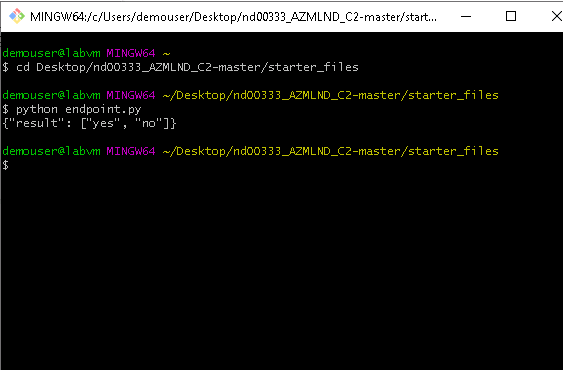 MINGW64:/c/Users/demouser/Desktop/nd00333_AZMLND_C2-master/start...
demouser@labvm MINGW64 ~
$ cd Desktop/nd00333_AZMLND_C2-master/starter_files
demouser@labvm MINGW64 ~/Desktop/nd00333_AZMLND_C2-master/starter_files
$ python endpoint.py
{"result": ["yes", "no"]}
demouser@labvm MINGW64 ~/Desktop/nd00333_AZMLND_C2-master/starter_files
$